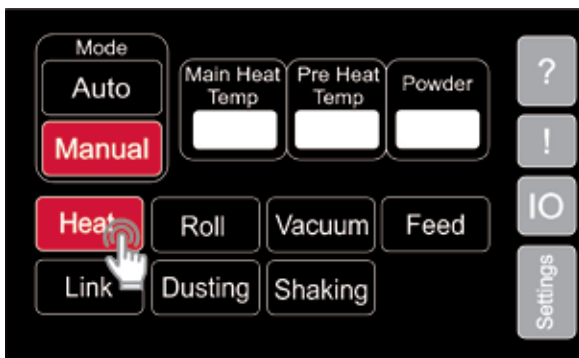 Mode
Auto
Manual
Main Heat
Temp
Pre Heat
Temp
Powder
?
!
IO
Settings
Heat
Roll
Vacuum
Feed
Link
Dusting
Shaking